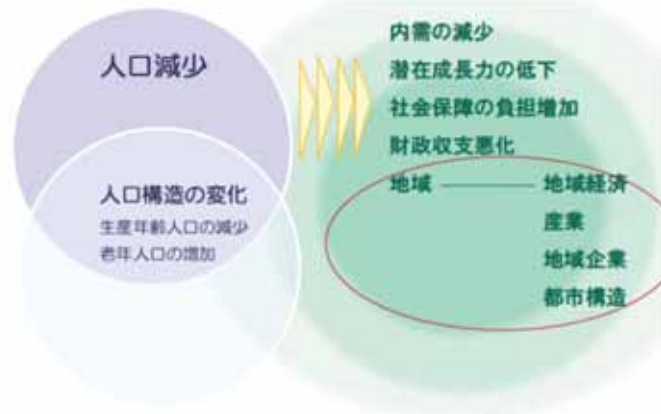 人口減少
人口構造の変化
生産年齢人口の減少
老年人口の増加
内需の減少
潜在成長力の低下
社会保障の負担増加
財政収支悪化
地域 ——— 地域経済
産業
地域企業
都市構造